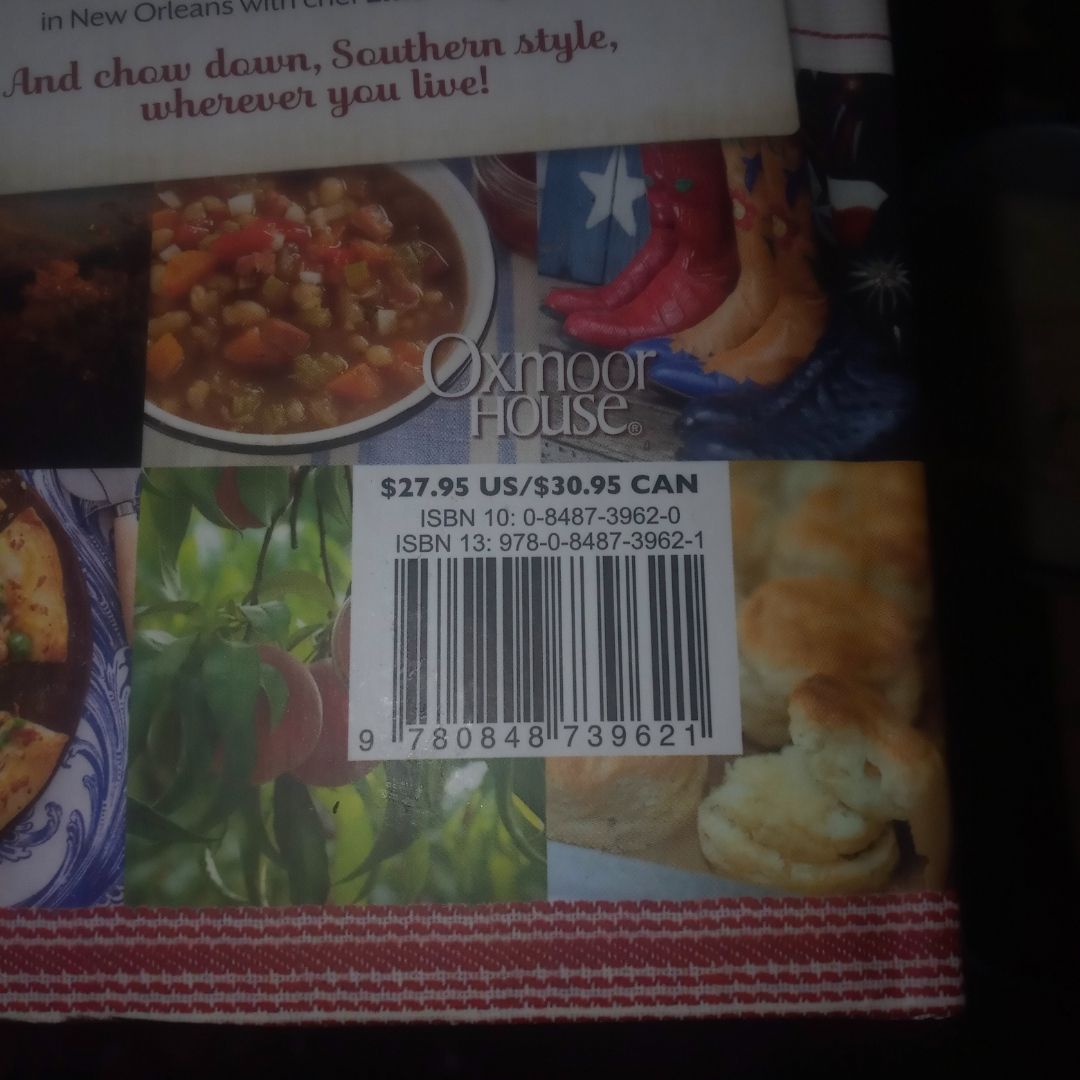 in New Orleans with chef
And chow down, Southern style,
wherever you live!
Oxmoor
House®
$27.95 US/$30.95 CAN
ISBN 10: 0-8487-3962-0
ISBN 13: 978-0-8487-3962-1
9 780848 739621